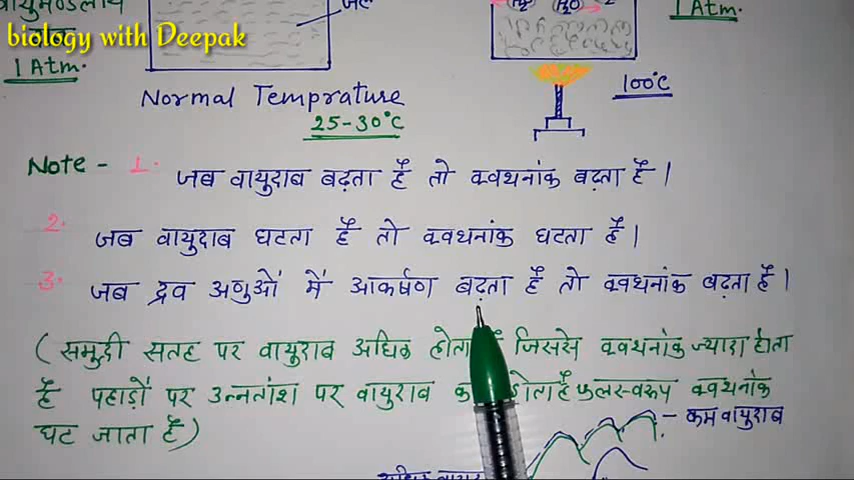 जल
H₂O
1 Atm.
biology with Deepak
1 Atm.
100°C
Normal Temprature
25-30°C
Note - 1. जब वायुदाब बढ़ता है तो क्वथनांक बढ़ता है।
2. जब वायुदाब घटता है तो क्वथनांक घटता है।
3. जब द्रव अणुओं में आकर्षण बढ़ता है तो क्वथनांक बढ़ता है।
(समुद्री सतह पर वायुदाब अधिक होता है जिससे क्वथनांक ज्यादा होता
है पहाड़ों पर उन्नतांश पर वायुदाब होता है फलस्वरूप क्वथनांक
घट जाता है)
कम वायुदाब